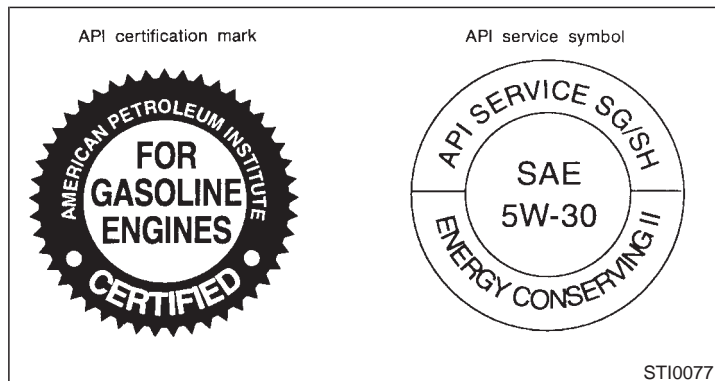 API certification mark
AMERICAN PETROLEUM INSTITUTE
FOR
GASOLINE
ENGINES
CERTIFIED
API service symbol
API SERVICE SG/SH
SAE
5W-30
ENERGY CONSERVING II
STI0077